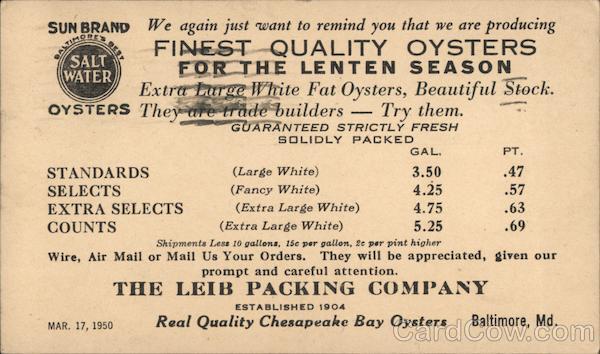 SUN BRAND
BALTIMORE'S BEST
SALT
WATER
OYSTERS
We again just want to remind you that we are producing
FINEST QUALITY OYSTERS
FOR THE LENTEN SEASON
Extra Large White Fat Oysters, Beautiful Stock.
They are trade builders — Try them.
GUARANTEED STRICTLY FRESH
SOLIDLY PACKED
GAL. PT.
STANDARDS (Large White) 3.50 .47
SELECTS (Fancy White) 4.25 .57
EXTRA SELECTS (Extra Large White) 4.75 .63
COUNTS (Extra Large White) 5.25 .69
Shipments Less 10 gallons, 15c per gallon, 2c per pint higher
Wire, Air Mail or Mail Us Your Orders. They will be appreciated, given our
prompt and careful attention.
THE LEIB PACKING COMPANY
ESTABLISHED 1904
MAR. 17, 1950 Real Quality Chesapeake Bay Oysters Baltimore, Md.
CardCow.com